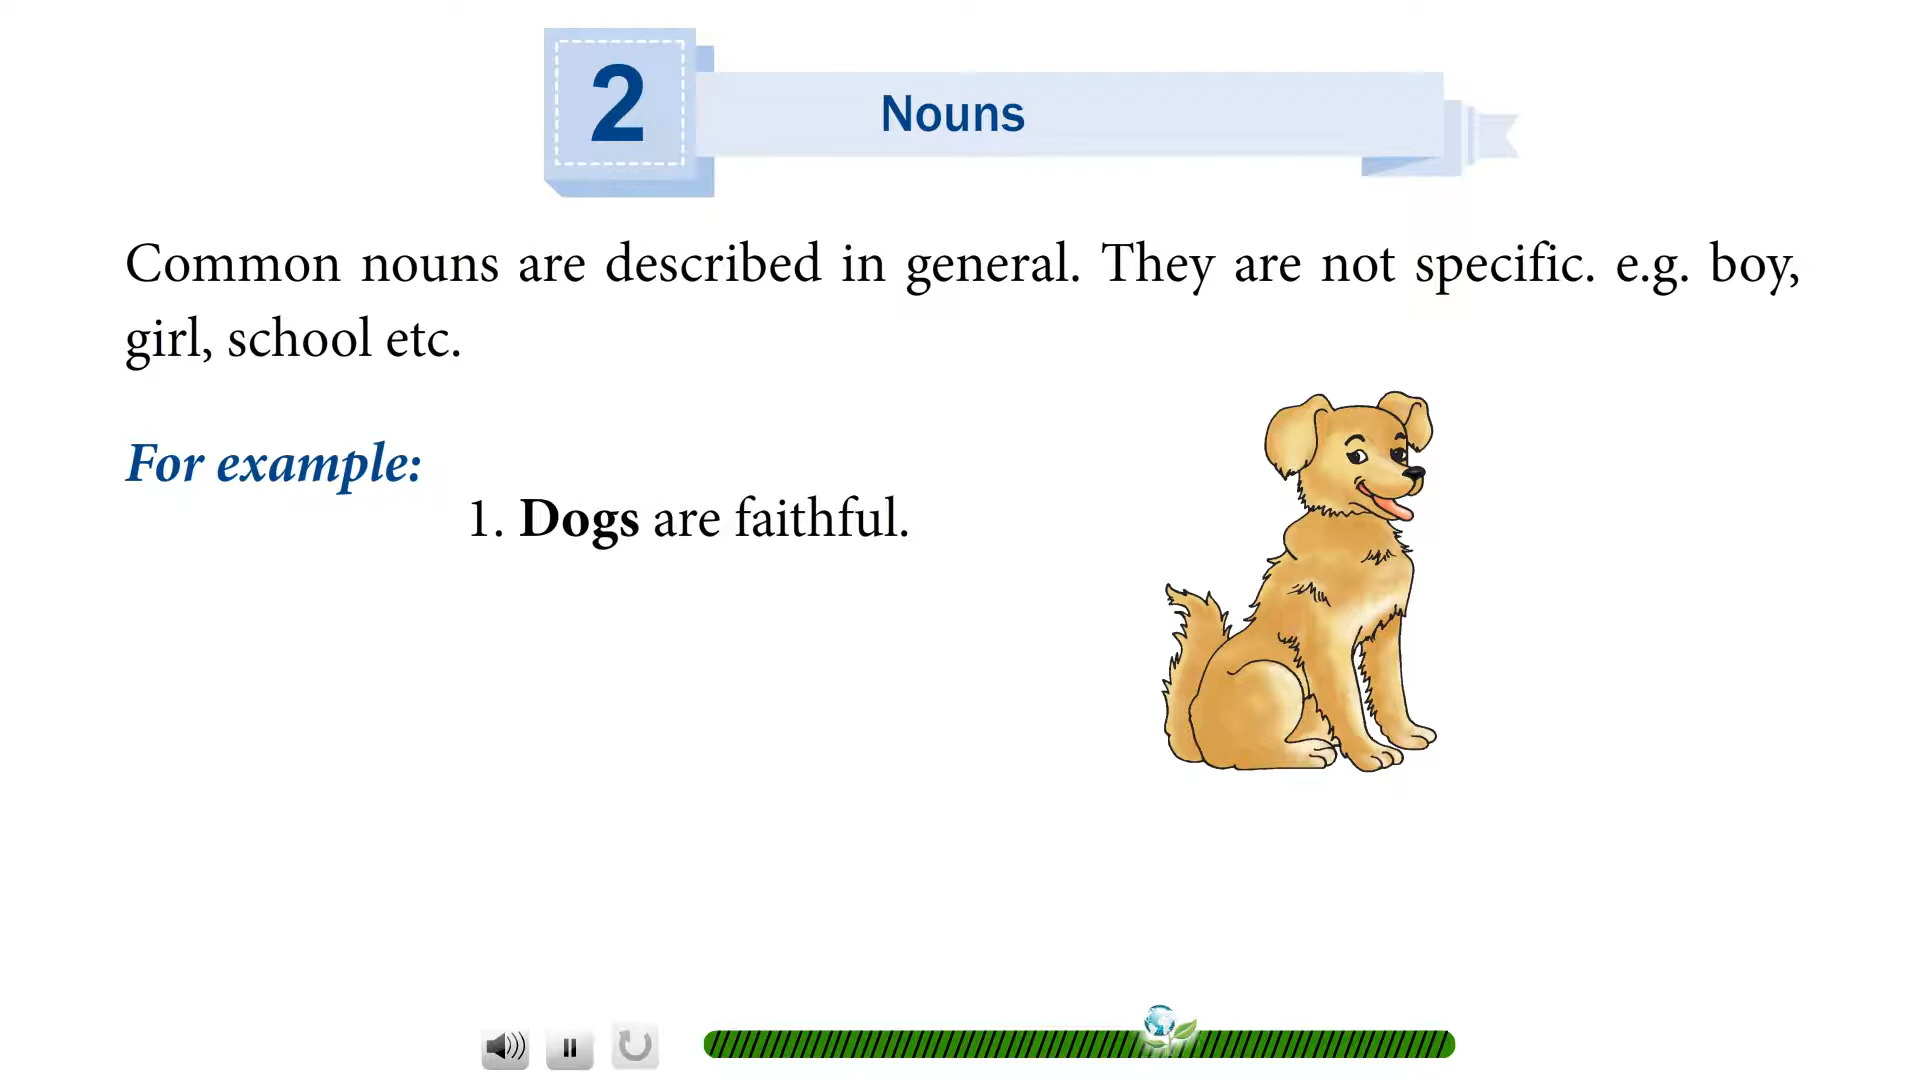 2
Nouns
Common nouns are described in general. They are not specific. e.g. boy,
girl, school etc.
For example:
1. Dogs are faithful.